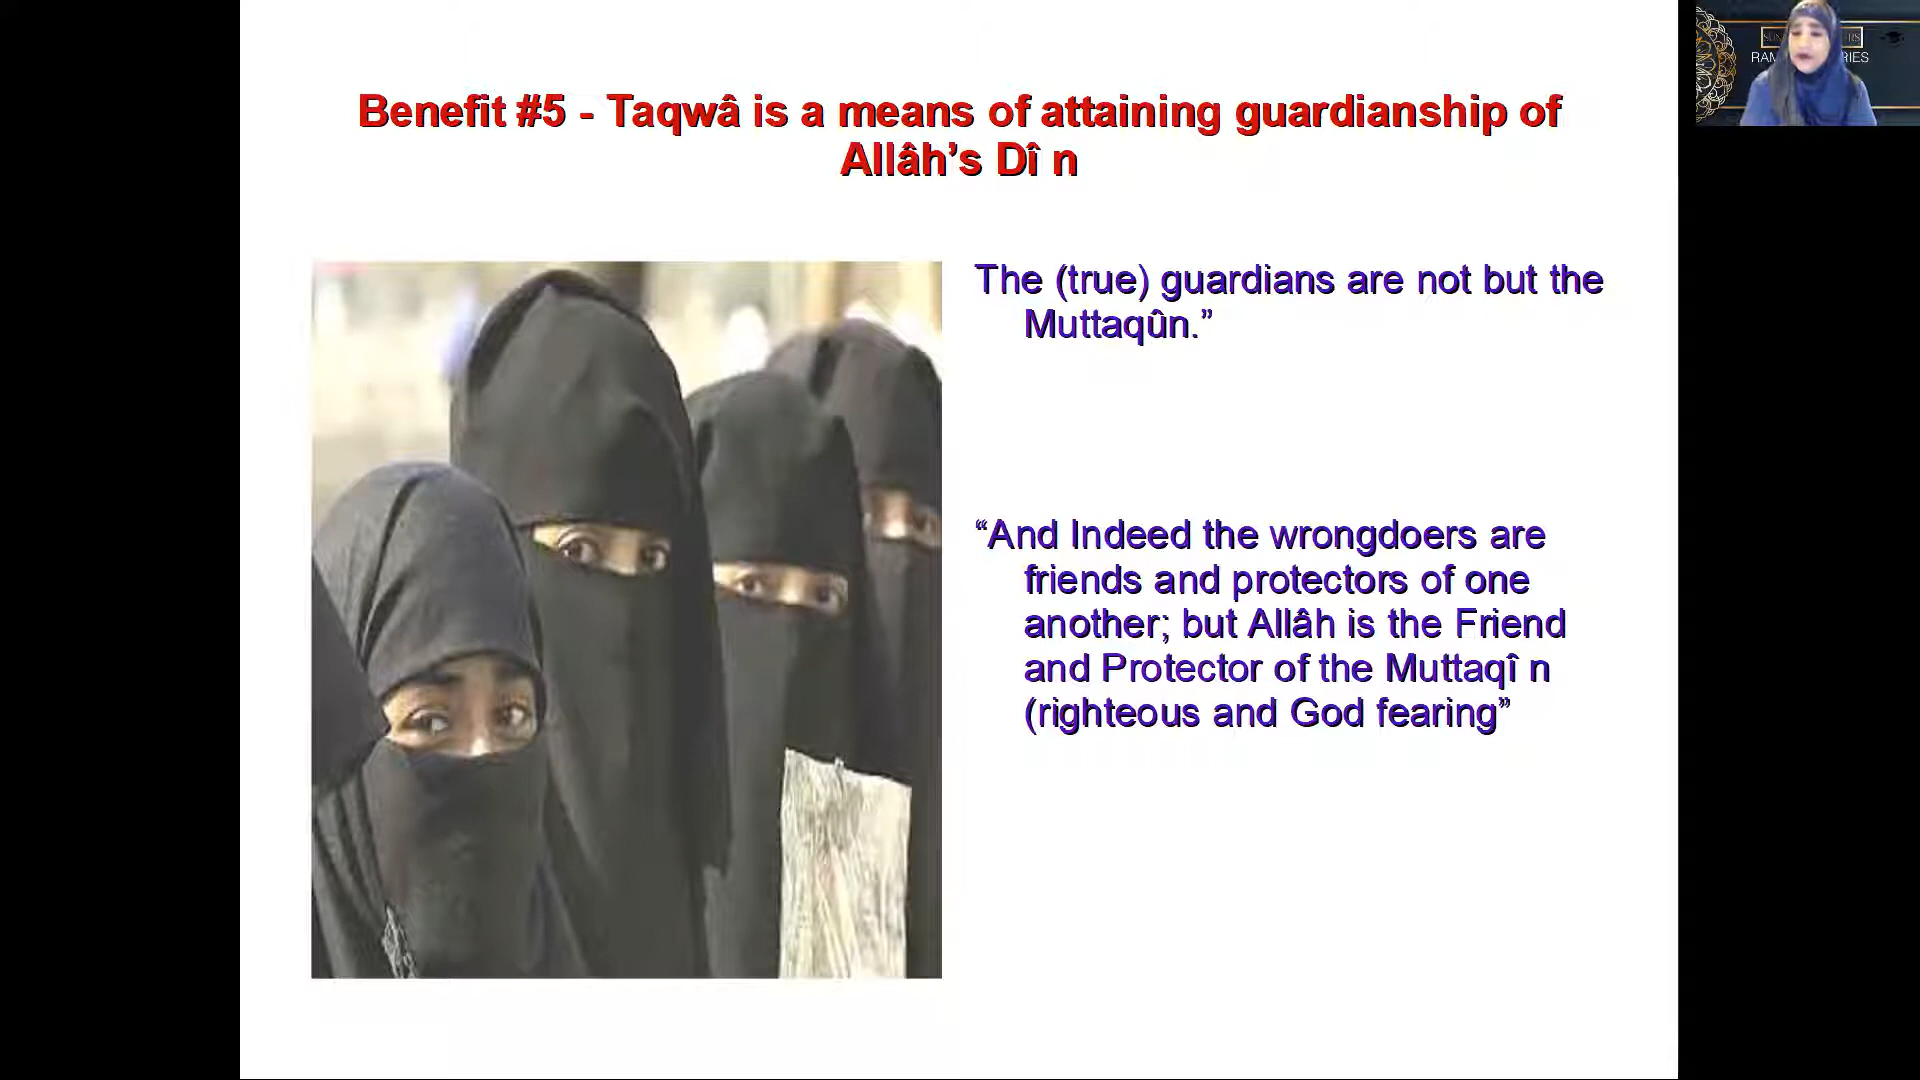 Benefit #5 - Taqwâ is a means of attaining guardianship of
Allâh’s Dî n
The (true) guardians are not but the
Muttaqûn.”
“And Indeed the wrongdoers are
friends and protectors of one
another; but Allâh is the Friend
and Protector of the Muttaqî n
(righteous and God fearing”